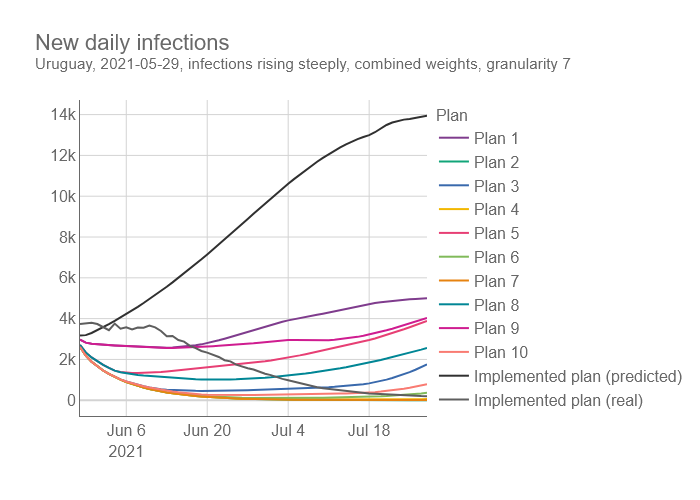 New daily infections
Uruguay, 2021-05-29, infections rising steeply, combined weights, granularity 7
14k
12k
10k
8k
6k
4k
2k
0
Jun 6
2021
Jun 20
Jul 4
Jul 18
Plan
Plan 1
Plan 2
Plan 3
Plan 4
Plan 5
Plan 6
Plan 7
Plan 8
Plan 9
Plan 10
Implemented plan (predicted)
Implemented plan (real)